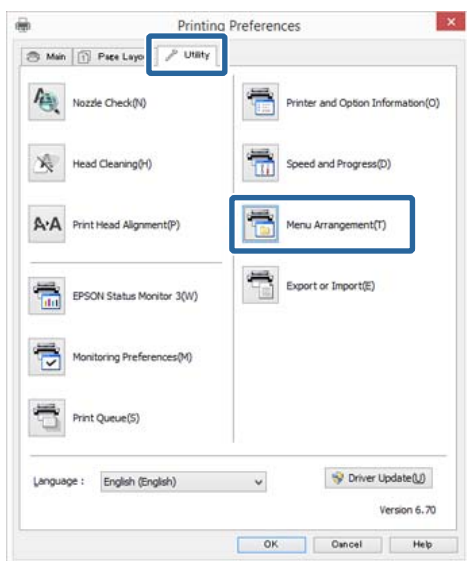 Printing Preferences
Main
Page Layo
Utility
Nozzle Check(N)
Printer and Option Information(O)
Head Cleaning(H)
Speed and Progress(D)
A·A
Print Head Alignment(P)
Menu Arrangement(T)
EPSON Status Monitor 3(W)
Export or Import(E)
Monitoring Preferences(M)
Print Queue(S)
Language :
English (English)
Driver Update(U)
Version 6.70
OK
Cancel
Help